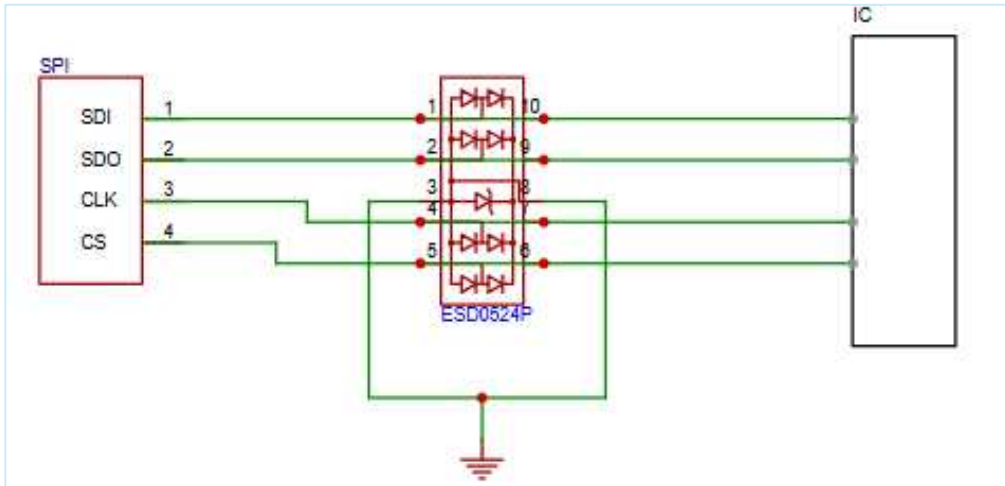 IC
SPI
SDI 1 1 10
SDO 2 2 9
CLK 3 3 8
4 7
CS 4 5 6
ESD0524P